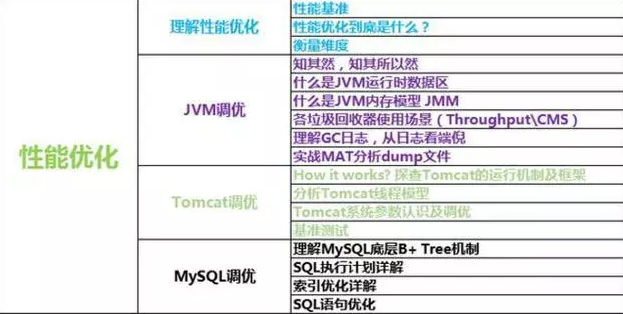 性能优化
理解性能优化
性能基准
性能优化到底是什么？
衡量维度
JVM调优
知其然，知其所以然
什么是JVM运行时数据区
什么是JVM内存模型 JMM
各垃圾回收器使用场景（Throughput\CMS）
理解GC日志，从日志看端倪
实战MAT分析dump文件
Tomcat调优
How it works? 探查Tomcat的运行机制及框架
分析Tomcat线程模型
Tomcat系统参数认识及调优
基准测试
MySQL调优
理解MySQL底层B+ Tree机制
SQL执行计划详解
索引优化详解
SQL语句优化